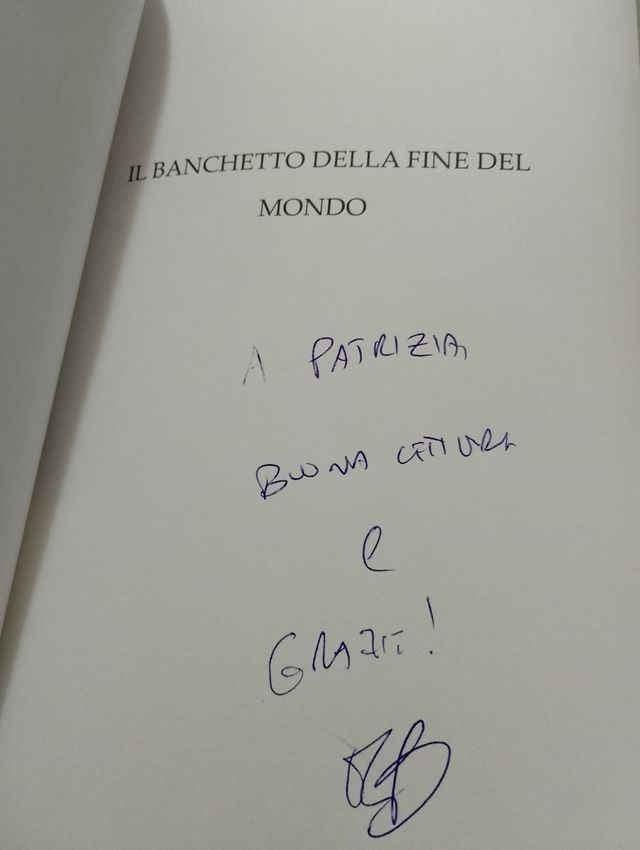 IL BANCHETTO DELLA FINE DEL
MONDO
A PATRIZIA,
BUONA LETTURA
E
GRAZIE!